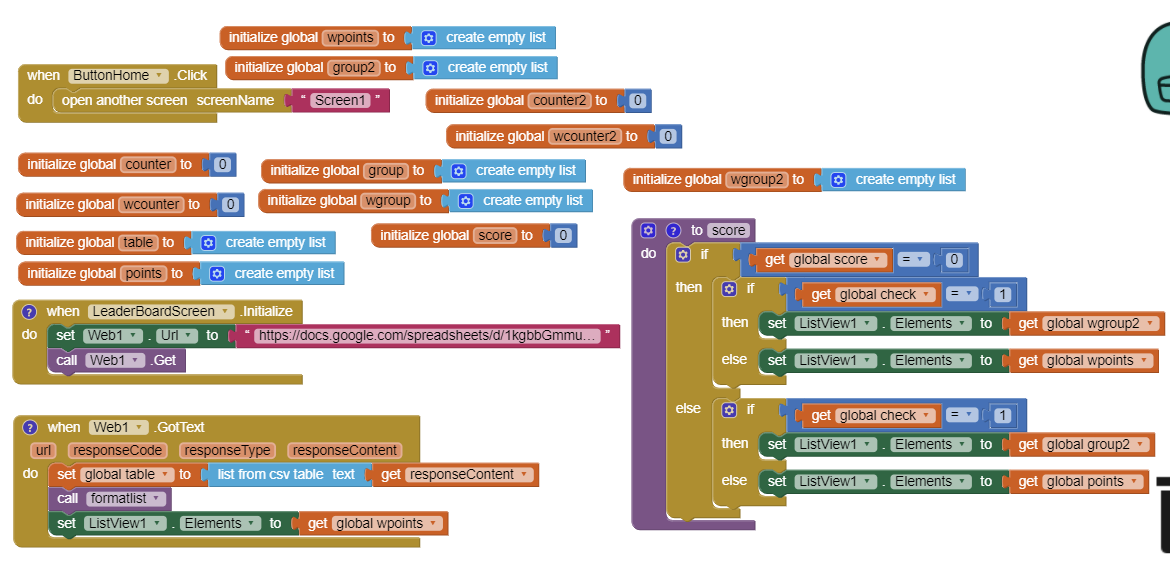 initialize global wpoints to create empty list
initialize global group2 to create empty list
when ButtonHome .Click
do open another screen screenName " Screen1 "
initialize global counter2 to 0
initialize global wcounter2 to 0
initialize global counter to 0
initialize global group to create empty list
initialize global wgroup2 to create empty list
initialize global wcounter to 0
initialize global wgroup to create empty list
initialize global table to create empty list
initialize global score to 0
initialize global points to create empty list
? when LeaderBoardScreen .Initialize
do set Web1 . Url to " https://docs.google.com/spreadsheets/d/1kgbbGmmu... "
call Web1 .Get
? when Web1 .GotText
url responseCode responseType responseContent
do set global table to list from csv table text get responseContent
call formatlist
set ListView1 . Elements to get global wpoints
? to score
do if get global score = 0
then if get global check = 1
then set ListView1 . Elements to get global wgroup2
else set ListView1 . Elements to get global wpoints
else if get global check = 1
then set ListView1 . Elements to get global group2
else set ListView1 . Elements to get global points